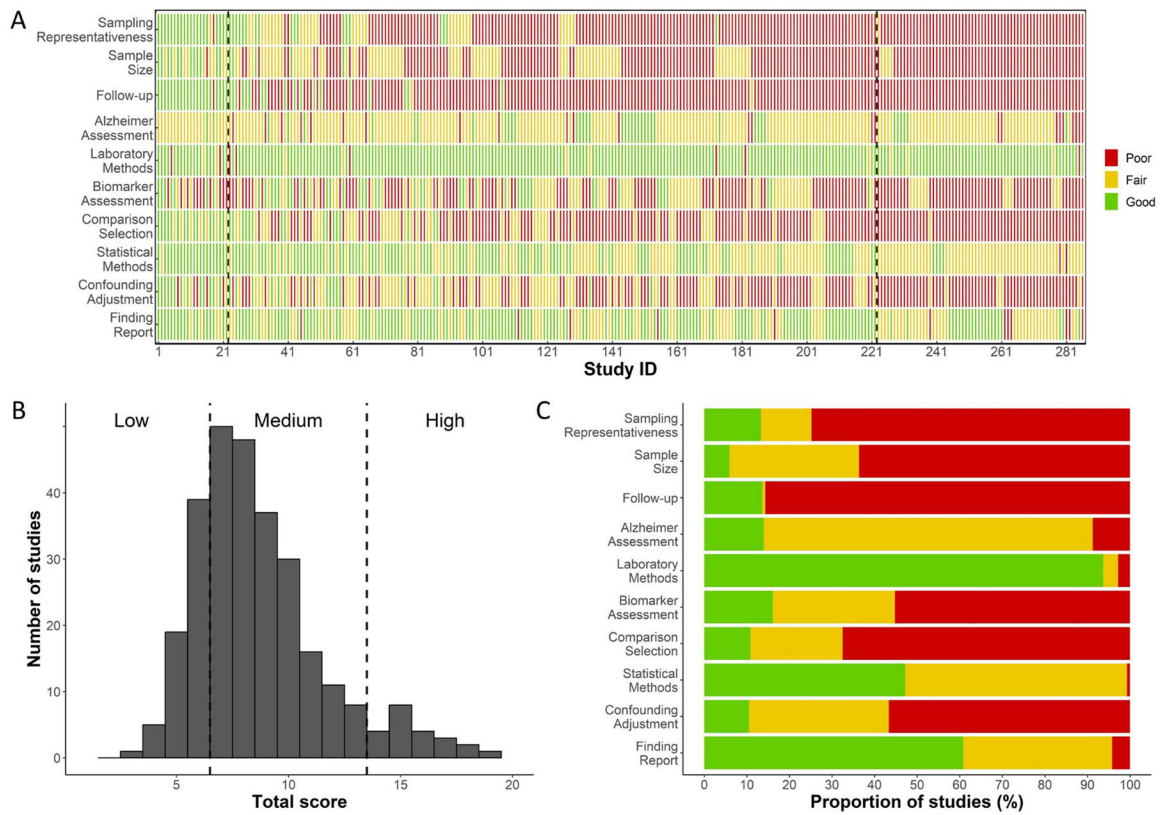 A
Sampling
Representativeness
Sample
Size
Follow-up
Alzheimer
Assessment
Laboratory
Methods
Biomarker
Assessment
Comparison
Selection
Statistical
Methods
Confounding
Adjustment
Finding
Report
1 21 41 61 81 101 121 141 161 181 201 221 241 261 281
Study ID
Poor
Fair
Good
B
Low Medium High
Number of studies
40
30
20
10
0
5 10 15 20
Total score
C
Sampling
Representativeness
Sample
Size
Follow-up
Alzheimer
Assessment
Laboratory
Methods
Biomarker
Assessment
Comparison
Selection
Statistical
Methods
Confounding
Adjustment
Finding
Report
0 10 20 30 40 50 60 70 80 90 100
Proportion of studies (%)